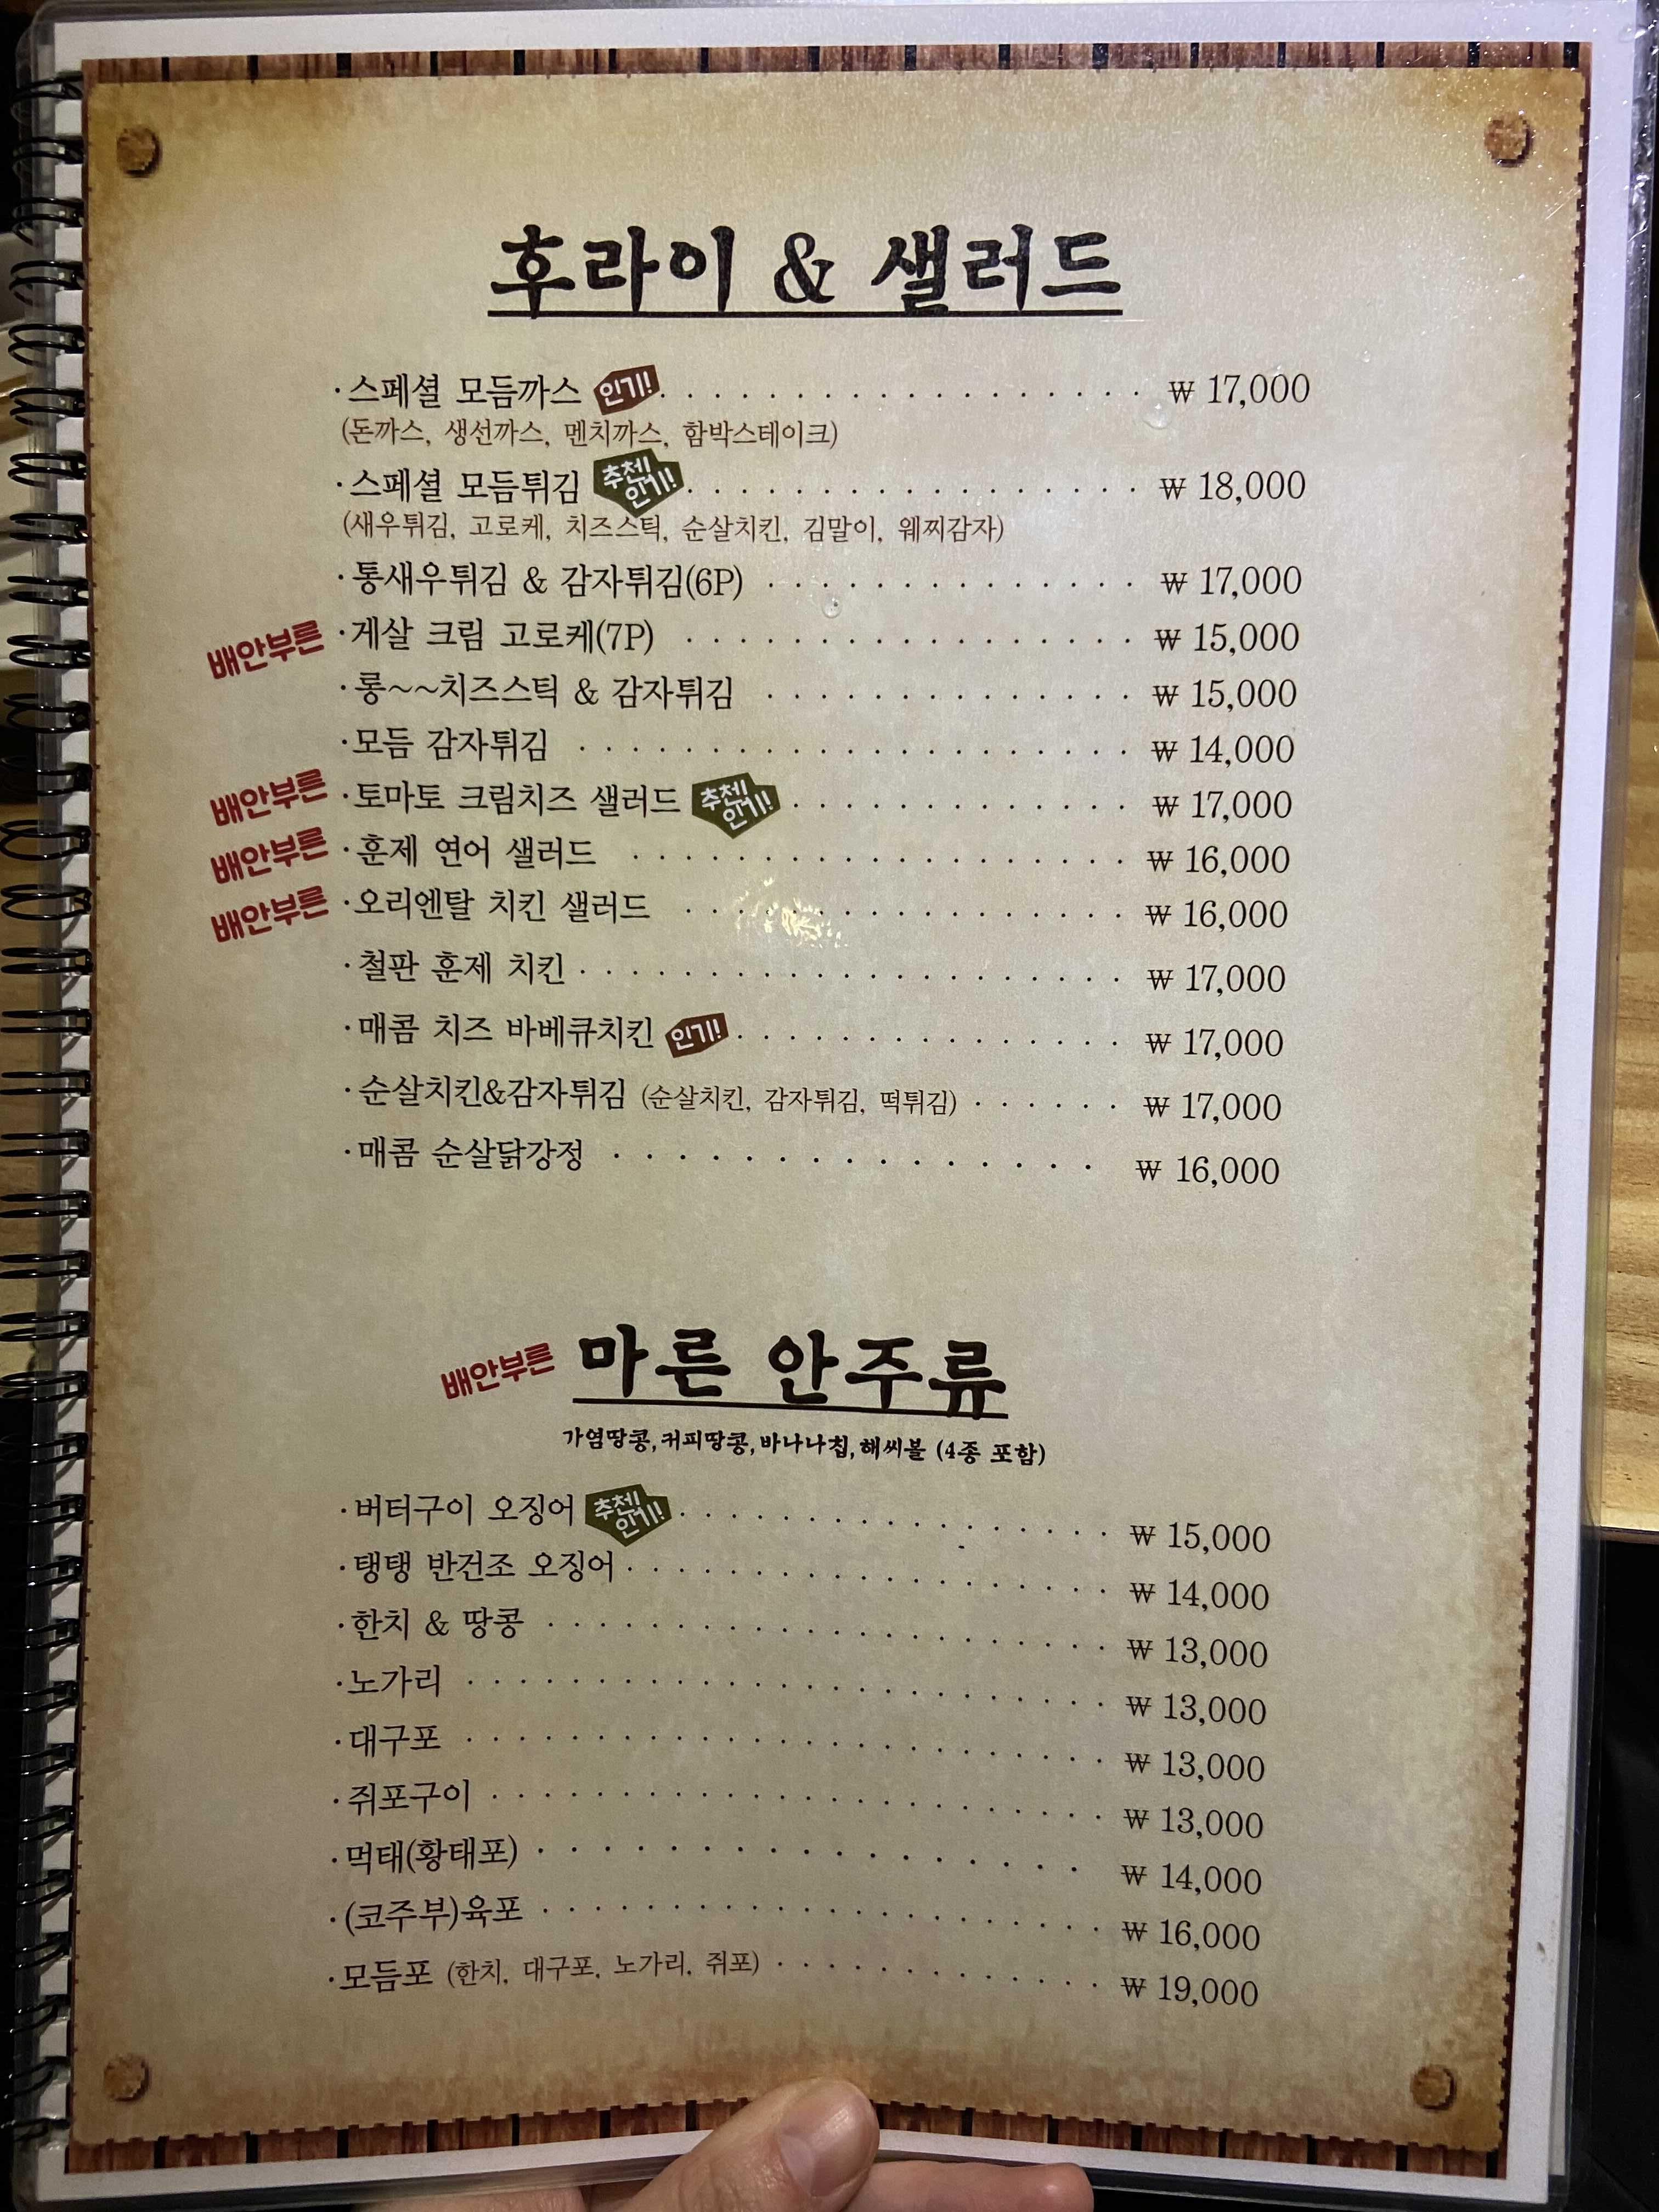 후라이 & 샐러드
·스페셜 모듬까스 인기! . . . . . . . . . . . . . . . . . . ₩ 17,000
(돈까스, 생선까스, 멘치까스, 함박스테이크)
·스페셜 모듬튀김 추천! 인기! . . . . . . . . . . . . . . . . . ₩ 18,000
(새우튀김, 고로케, 치즈스틱, 순살치킨, 김말이, 웨찌감자)
·통새우튀김 & 감자튀김(6P) . . . . . . . . . . . . . . ₩ 17,000
배안부른 ·게살 크림 고로케(7P) . . . . . . . . . . . . . . . . . ₩ 15,000
·롱~~치즈스틱 & 감자튀김 . . . . . . . . . . . . . . ₩ 15,000
·모듬 감자튀김 . . . . . . . . . . . . . . . . . . . . . ₩ 14,000
배안부른 ·토마토 크림치즈 샐러드 추천! 인기! . . . . . . . . . . . . . ₩ 17,000
배안부른 ·훈제 연어 샐러드 . . . . . . . . . . . . . . . . . . . ₩ 16,000
배안부른 ·오리엔탈 치킨 샐러드 . . . . . . . . . . . . . . . . . ₩ 16,000
·철판 훈제 치킨 . . . . . . . . . . . . . . . . . . . . . ₩ 17,000
·매콤 치즈 바베큐치킨 인기! . . . . . . . . . . . . . . . ₩ 17,000
·순살치킨&감자튀김 (순살치킨, 감자튀김, 떡튀김) . . . . . . ₩ 17,000
·매콤 순살닭강정 . . . . . . . . . . . . . . . ₩ 16,000
배안부른 마른 안주류
가염땅콩,커피땅콩,바나나칩,해씨볼 (4종 포함)
·버터구이 오징어 추천! 인기! . . . . . . . . . . . . . . . . . ₩ 15,000
·탱탱 반건조 오징어 . . . . . . . . . . . . . . . . . . . ₩ 14,000
·한치 & 땅콩 . . . . . . . . . . . . . . . . . . . . . . ₩ 13,000
·노가리 . . . . . . . . . . . . . . . . . . . . . . . . . ₩ 13,000
·대구포 . . . . . . . . . . . . . . . . . . . . . . . . . ₩ 13,000
·쥐포구이 . . . . . . . . . . . . . . . . . . . . . . . . ₩ 13,000
·먹태(황태포) . . . . . . . . . . . . . . . . . ₩ 14,000
·(코주부)육포 . . . . . . . . . . . . . . . . . . . . . . ₩ 16,000
·모듬포 (한치, 대구포, 노가리, 쥐포) . . . . . . . . . . . . ₩ 19,000